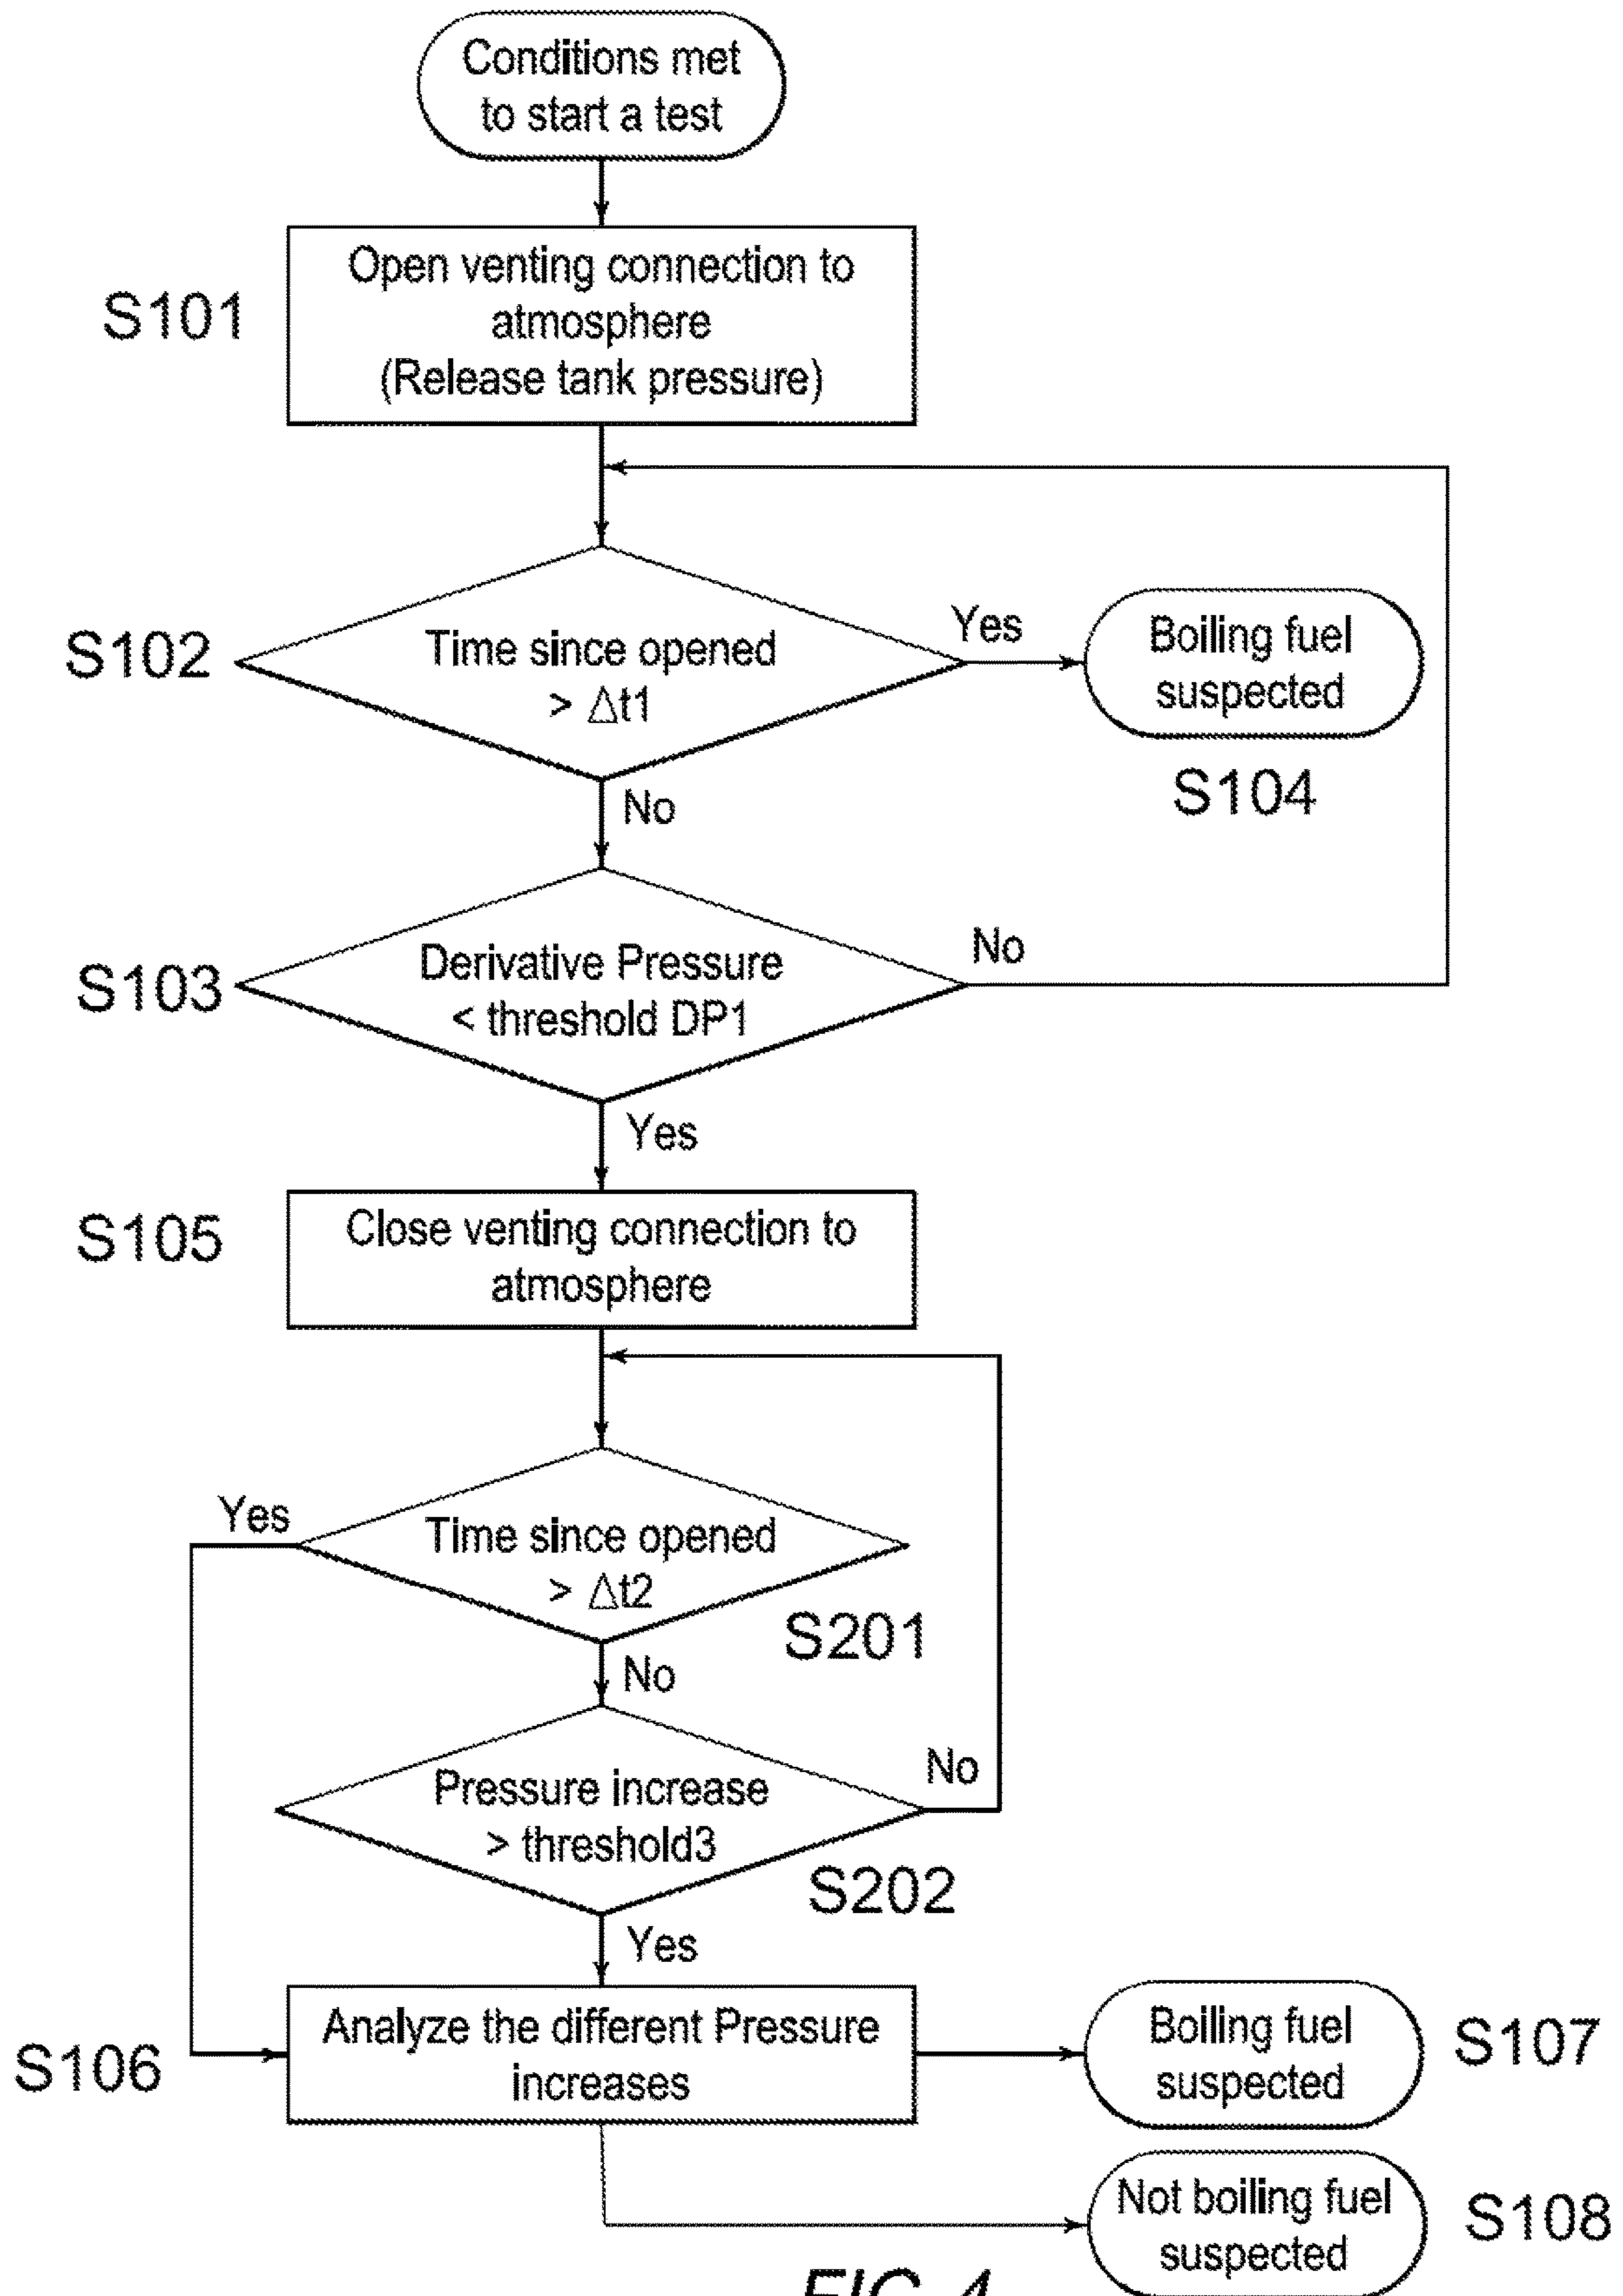 Conditions met
to start a test
S101
Open venting connection to
atmosphere
(Release tank pressure)
S102
Time since opened
> Δt1
Yes
Boiling fuel
suspected
S104
No
S103
Derivative Pressure
< threshold DP1
No
Yes
S105
Close venting connection to
atmosphere
Yes
Time since opened
> Δt2
S201
No
Pressure increase
> threshold3
No
S202
Yes
S106
Analyze the different Pressure
increases
Boiling fuel
suspected
S107
Not boiling fuel
suspected
S108
FIG. 4